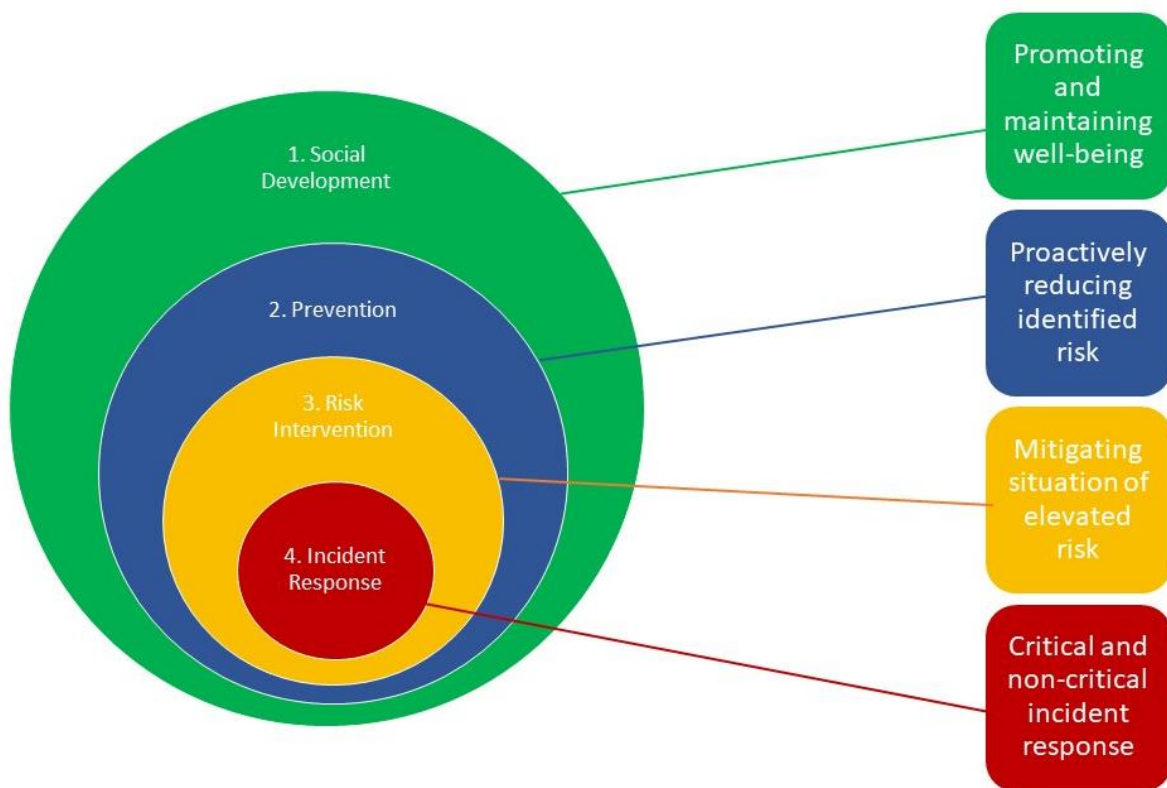 1. Social
Development
2. Prevention
3. Risk
Intervention
4. Incident
Response
Promoting
and
maintaining
well-being
Proactively
reducing
identified
risk
Mitigating
situation of
elevated
risk
Critical and
non-critical
incident
response